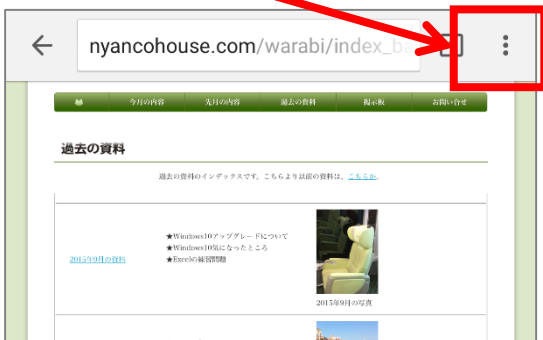 nyancohouse.com/warabi/index_ba
今月の内容 先月の内容 過去の資料 掲示板 お問い合せ
過去の資料
過去の資料のインデックスです。こちらより以前の資料は、こちらか。
★Windows10アップグレードについて
★Windows10気になったところ
2015年9月の資料 ★Excelの練習問題
2015年9月の写真